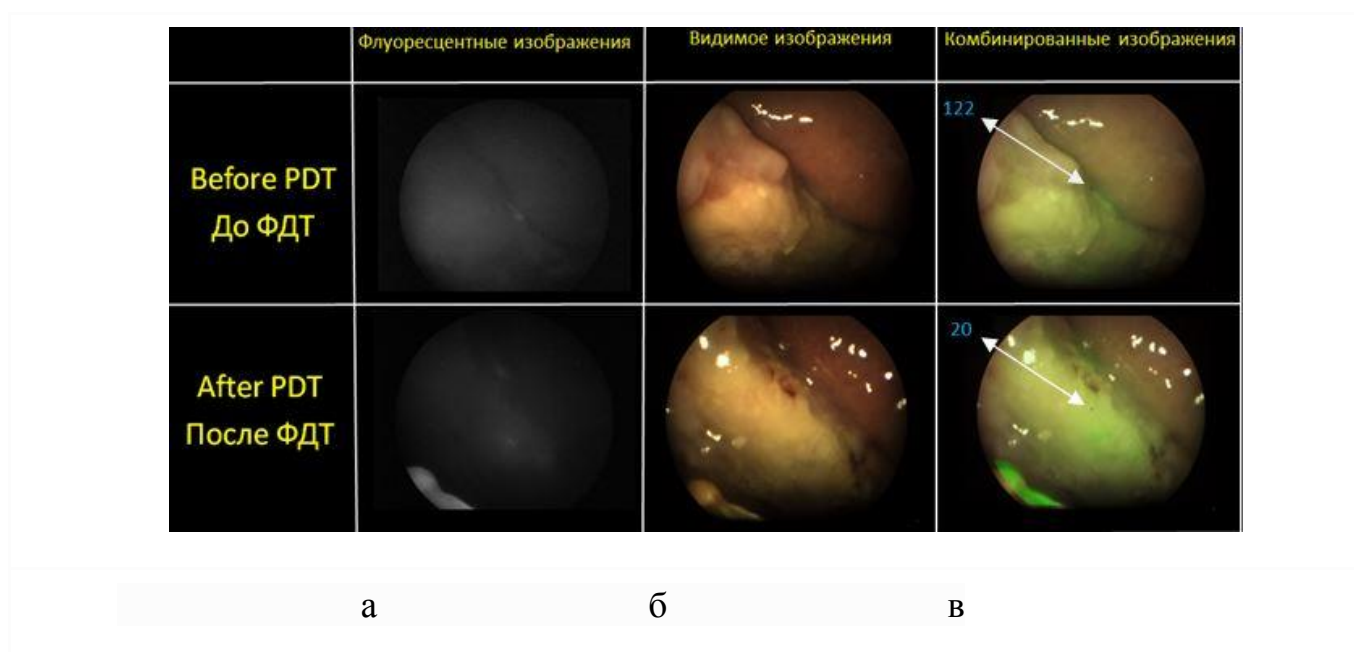 Флуоресцентные изображения
Видимое изображения
Комбинированные изображения
Before PDT
До ФДТ
122
After PDT
После ФДТ
20
а
б
в